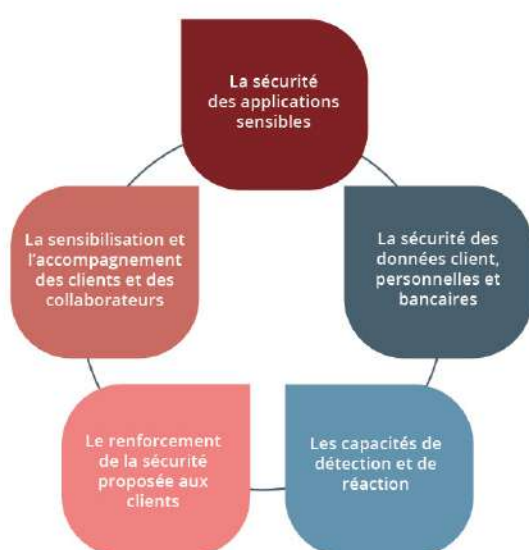 La sécurité
des applications
sensibles
La sécurité des
données client,
personnelles et
bancaires
Les capacités de
détection et de
réaction
Le renforcement
de la sécurité
proposée aux
clients
La sensibilisation et
l'accompagnement
des clients et des
collaborateurs